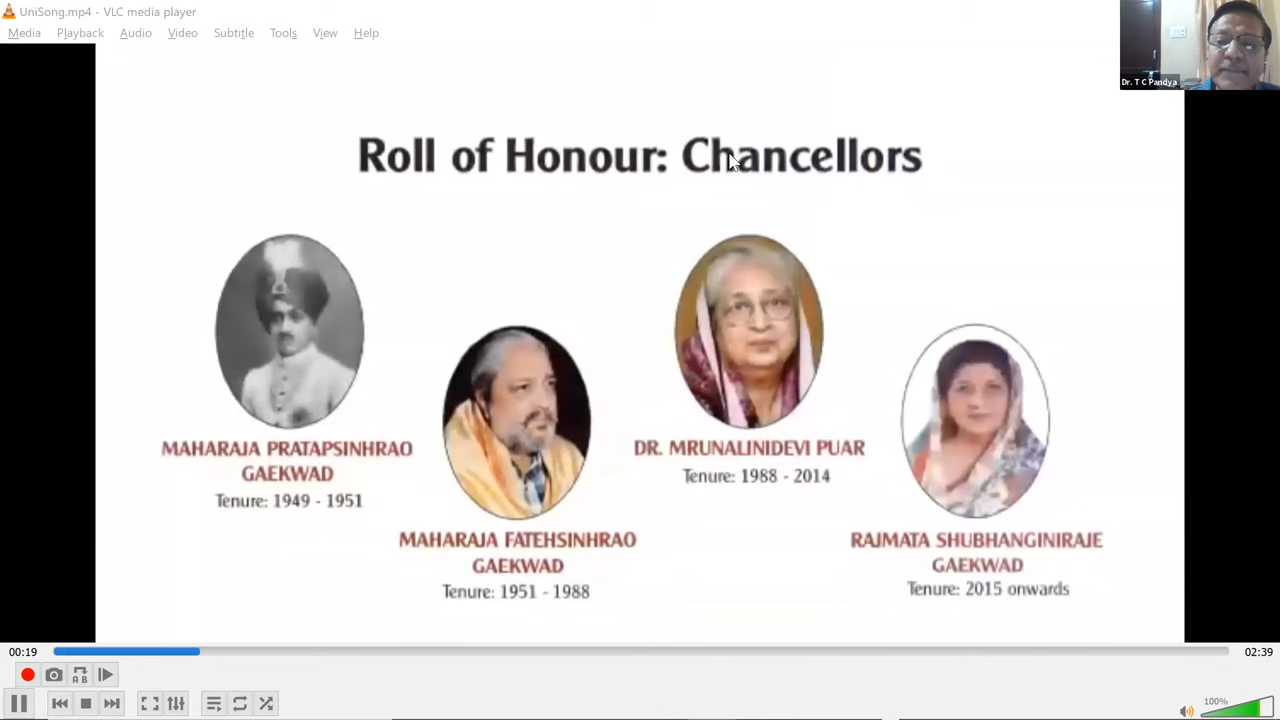 UniSong.mp4 - VLC media player
Media Playback Audio Video Subtitle Tools View Help
Dr. T C Pandya
Roll of Honour: Chancellors
MAHARAJA PRATAPSINHRAO
GAEKWAD
Tenure: 1949 - 1951
MAHARAJA FATEHSINHRAO
GAEKWAD
Tenure: 1951 - 1988
DR. MRUNALINIDEVI PUAR
Tenure: 1988 - 2014
RAJMATA SHUBHANGINIRAJE
GAEKWAD
Tenure: 2015 onwards
00:19
02:39
A B
100%